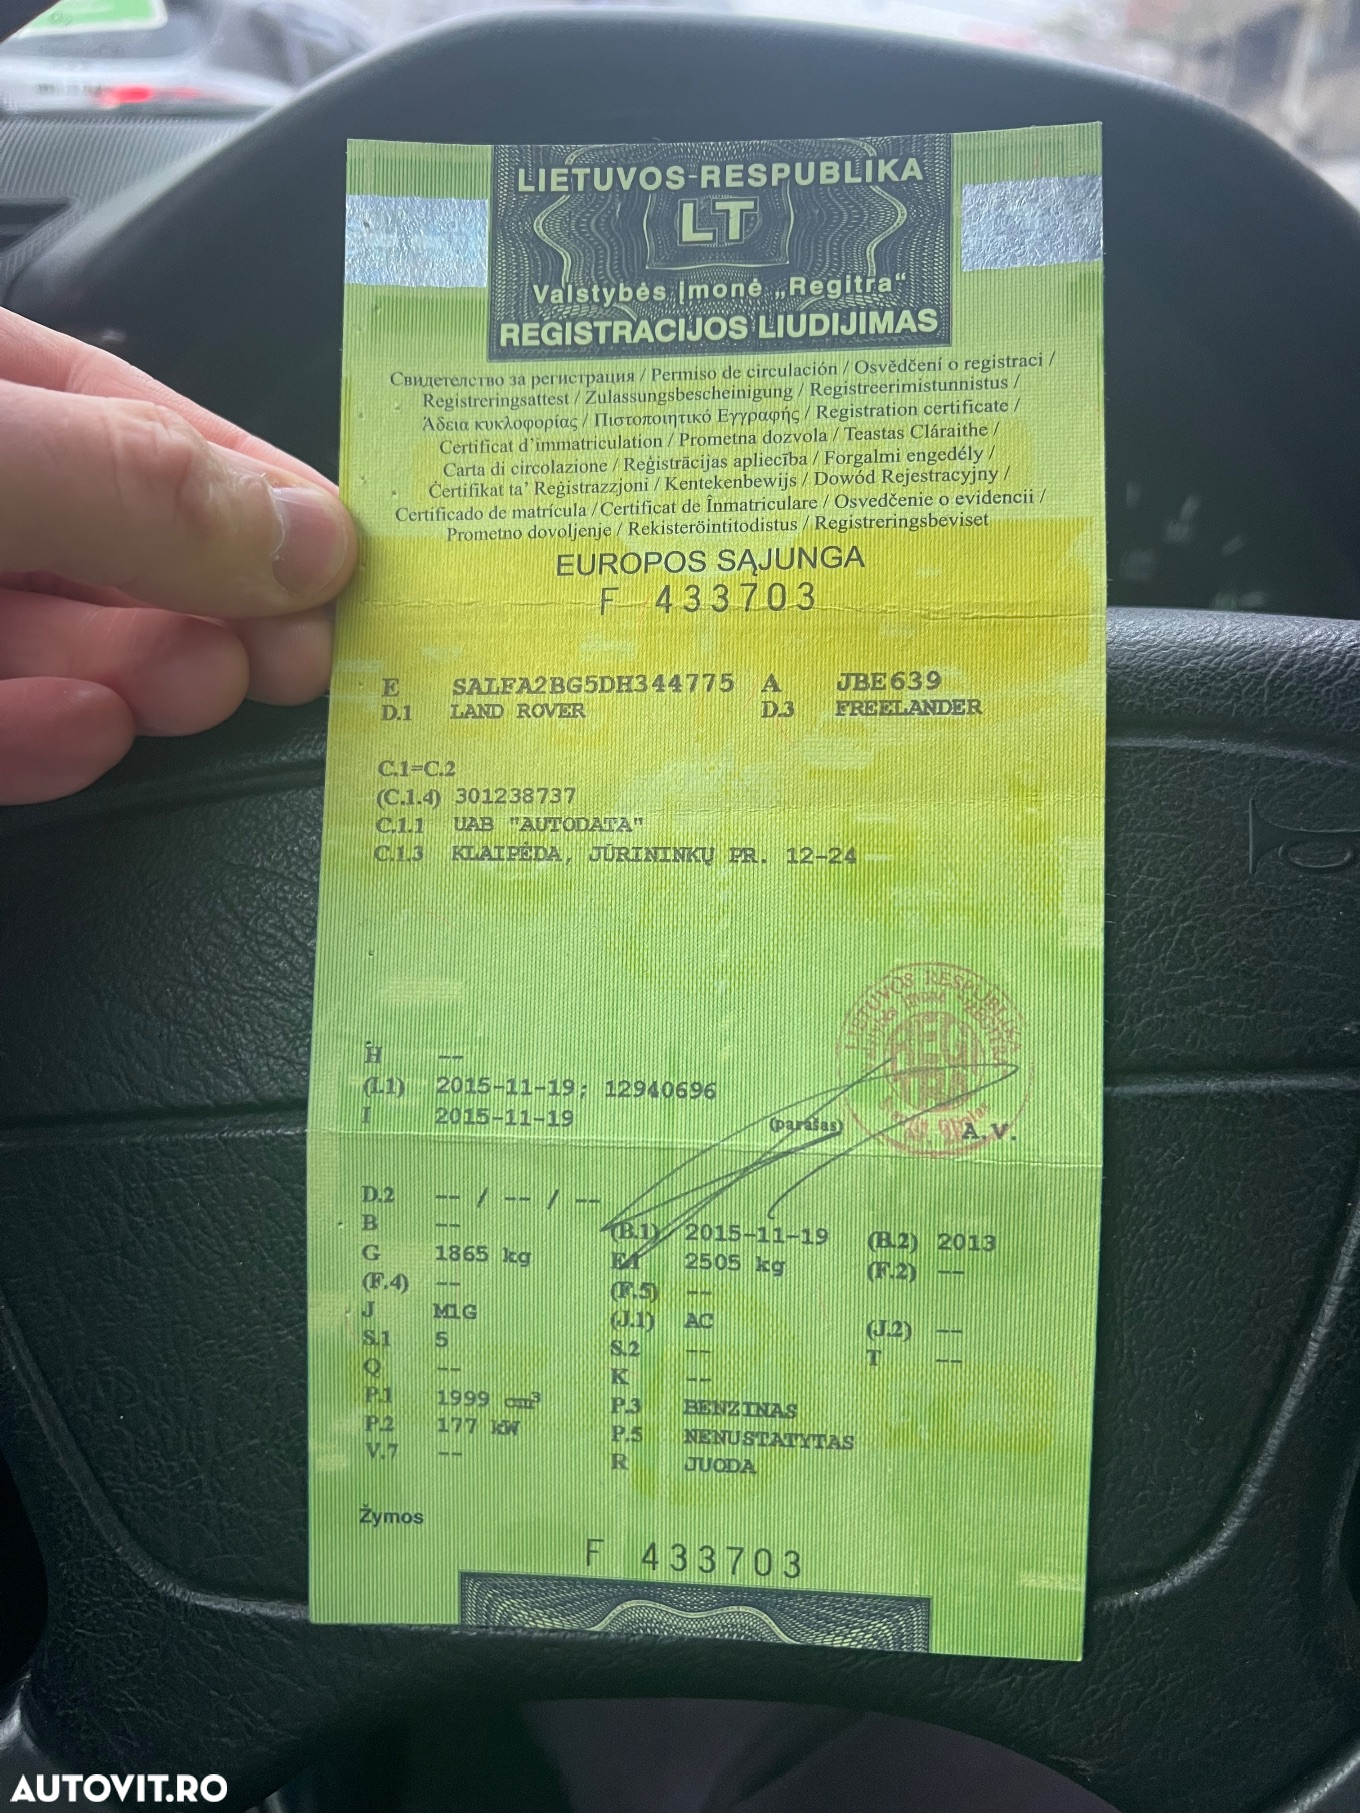 LIETUVOS RESPUBLIKA
LT
Valstybės įmonė „Regitra“
REGISTRACIJOS LIUDIJIMAS
Свидетелство за регистрация / Permiso de circulación / Osvědčení o registraci /
Registreringsattest / Zulassungsbescheinigung / Registreerimistunnistus /
Άδεια κυκλοφορίας / Πιστοποιητικό Εγγραφής / Registration certificate /
Certificat d'immatriculation / Prometna dozvola / Teastas Cláraithe /
Carta di circolazione / Reģistrācijas apliecība / Forgalmi engedély /
Ċertifikat ta' Reġistrazzjoni / Kentekenbewijs / Dowód Rejestracyjny /
Certificado de matrícula / Certificat de Înmatriculare / Osvedčenie o evidencii /
Prometno dovoljenje / Rekisteröintitodistus / Registreringsbeviset
EUROPOS SĄJUNGA
F 433703
E SALFA2BG5DH344775 A JBE639
D.1 LAND ROVER D.3 FREELANDER
C.1=C.2
(C.1.4) 301238737
C.1.1 UAB "AUTODATA"
C.1.3 KLAIPĖDA, JŪRININKŲ PR. 12-24
LIETUVOS RESPUBLIKA
REGI
TRA
H --
(I.1) 2015-11-19; 12940696
I 2015-11-19
(parašas) A.V.
D.2 -- / -- / --
B -- (B.1) 2015-11-19 (B.2) 2013
G 1865 kg F.1 2505 kg (F.2) --
(F.4) -- (F.5) --
J M1G (J.1) AC (J.2) --
S.1 5 S.2 -- T --
Q -- K --
P.1 1999 cm³ P.3 BENZINAS
P.2 177 kW P.5 NENUSTATYTAS
V.7 -- R JUODA
Žymos
F 433703
AUTOVIT.RO